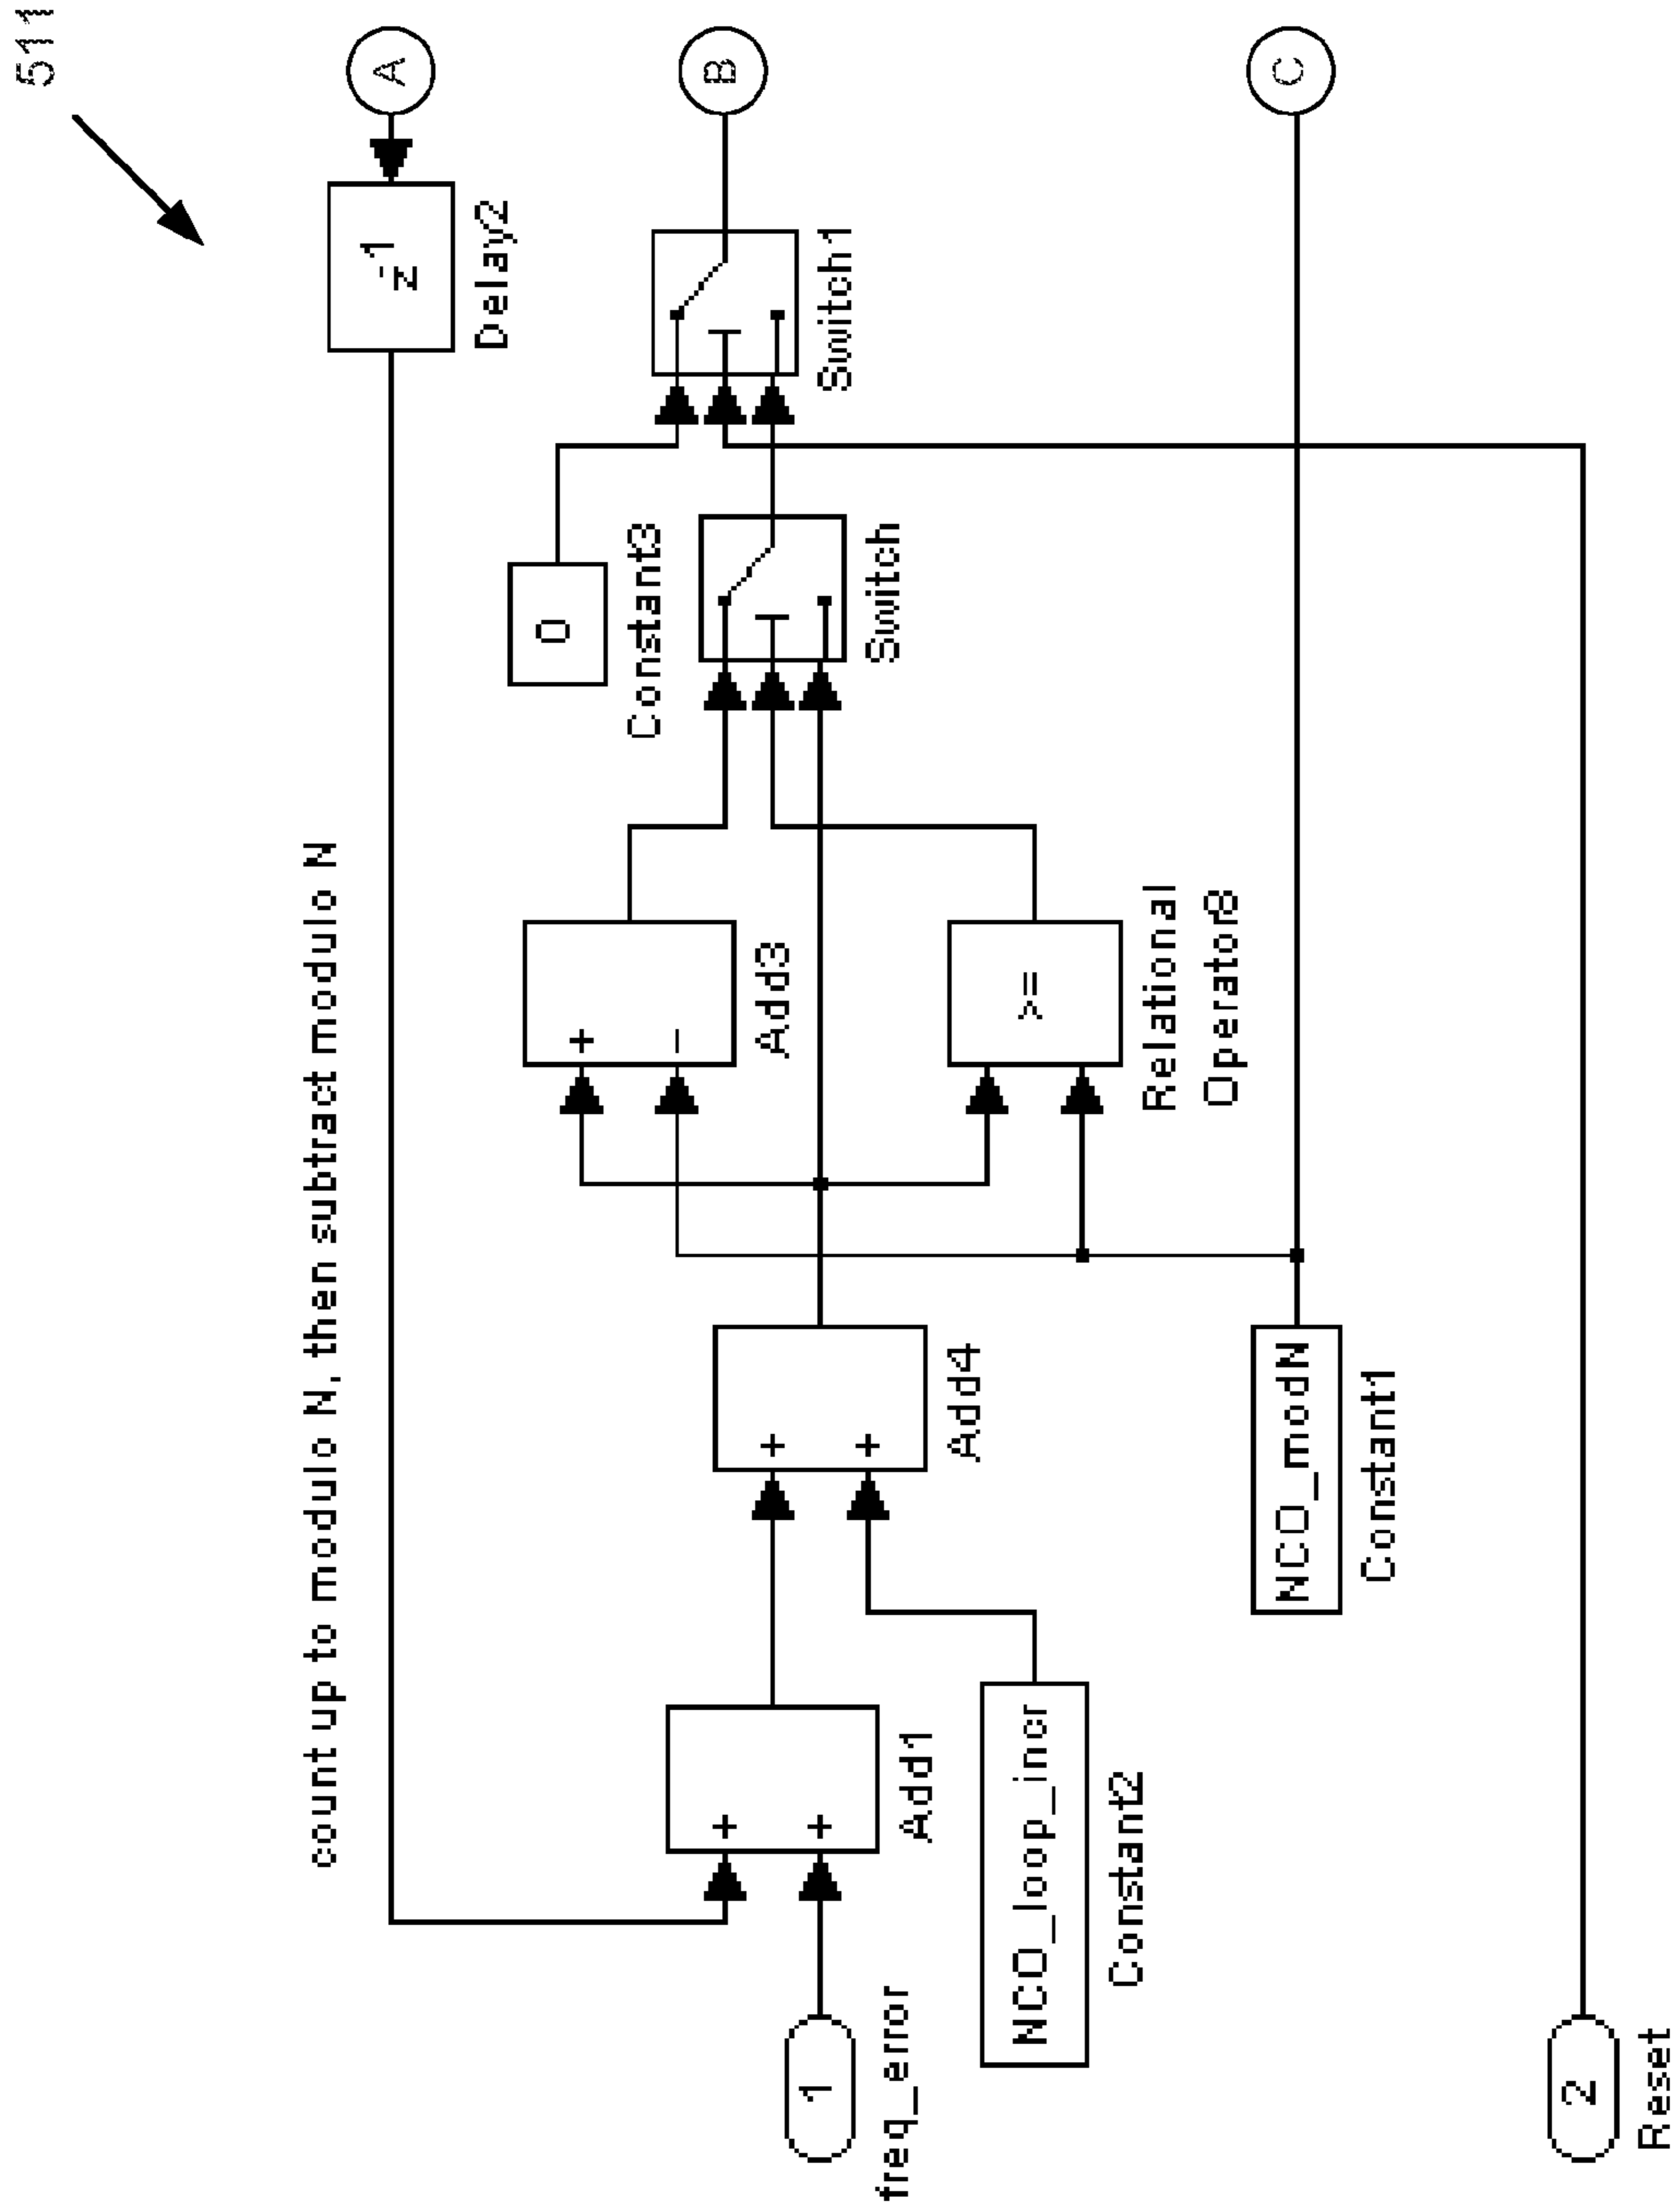 511
count up to modulo N, then subtract modulo N
A
z⁻¹
Delay2
B
Switch1
0
Constant3
Switch
+
−
Add3
>=
Relational
Operator8
C
+
+
Add4
NCO_modN
Constant1
+
+
Add1
NCO_loop_incr
Constant2
1
freq_error
2
Reset